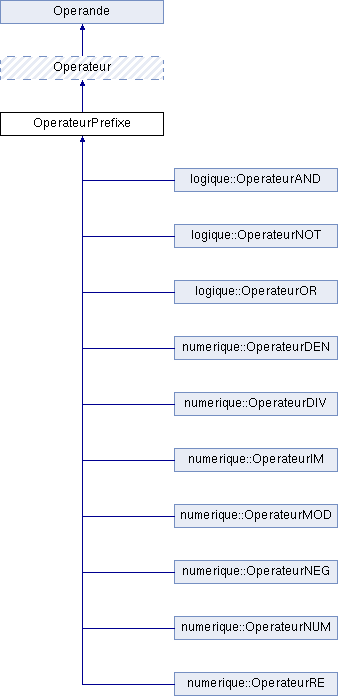 Operande
Operateur
OperateurPrefixe
logique::OperateurAND
logique::OperateurNOT
logique::OperateurOR
numerique::OperateurDEN
numerique::OperateurDIV
numerique::OperateurIM
numerique::OperateurMOD
numerique::OperateurNEG
numerique::OperateurNUM
numerique::OperateurRE